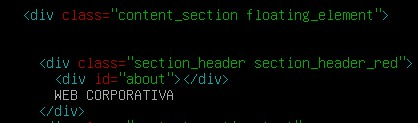 <div class="content_section floating_element">
<div class="section_header section_header_red">
<div id="about"></div>
WEB CORPORATIVA
</div>